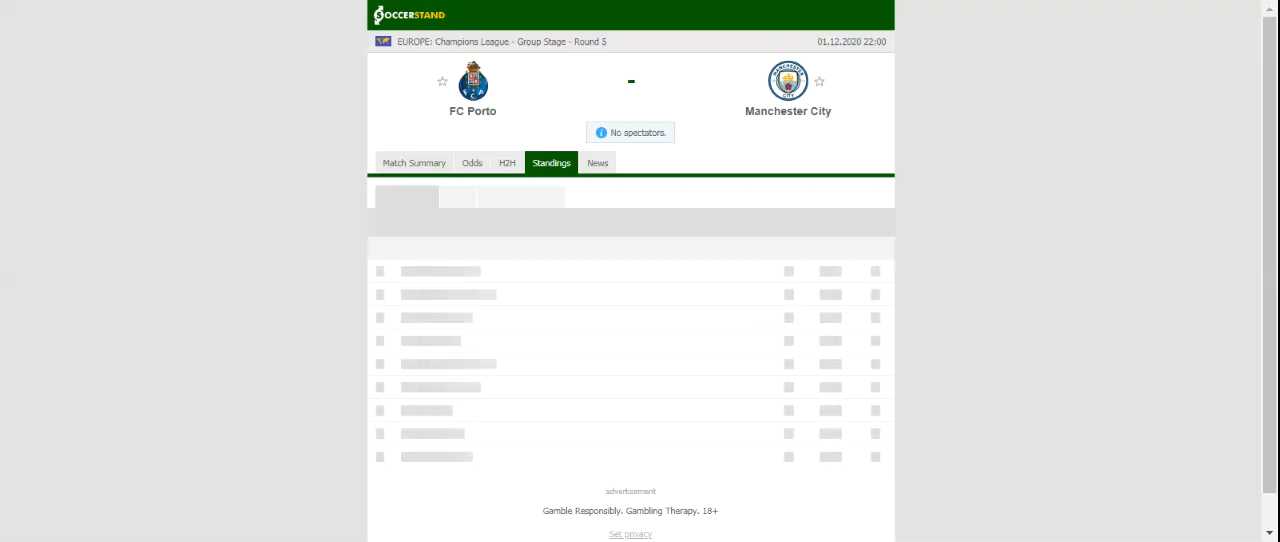 SOCCERSTAND
EUROPE: Champions League - Group Stage - Round 5 01.12.2020 22:00
-
FC Porto Manchester City
No spectators.
Match Summary Odds H2H Standings News
advertisement
Gamble Responsibly. Gambling Therapy. 18+
Set privacy